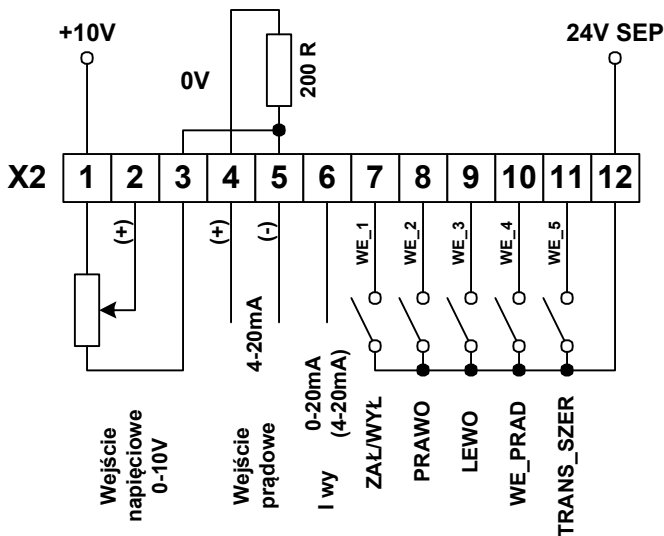 +10V
24V SEP
0V
200 R
X2
1 2 3 4 5 6 7 8 9 10 11 12
(+)
(+)
(-)
WE_1
WE_2
WE_3
WE_4
WE_5
4-20mA
0-20mA
(4-20mA)
Wejście
napięciowe
0-10V
Wejście
prądowe
I wy
ZAŁ/WYŁ
PRAWO
LEWO
WE_PRAD
TRANS_SZER